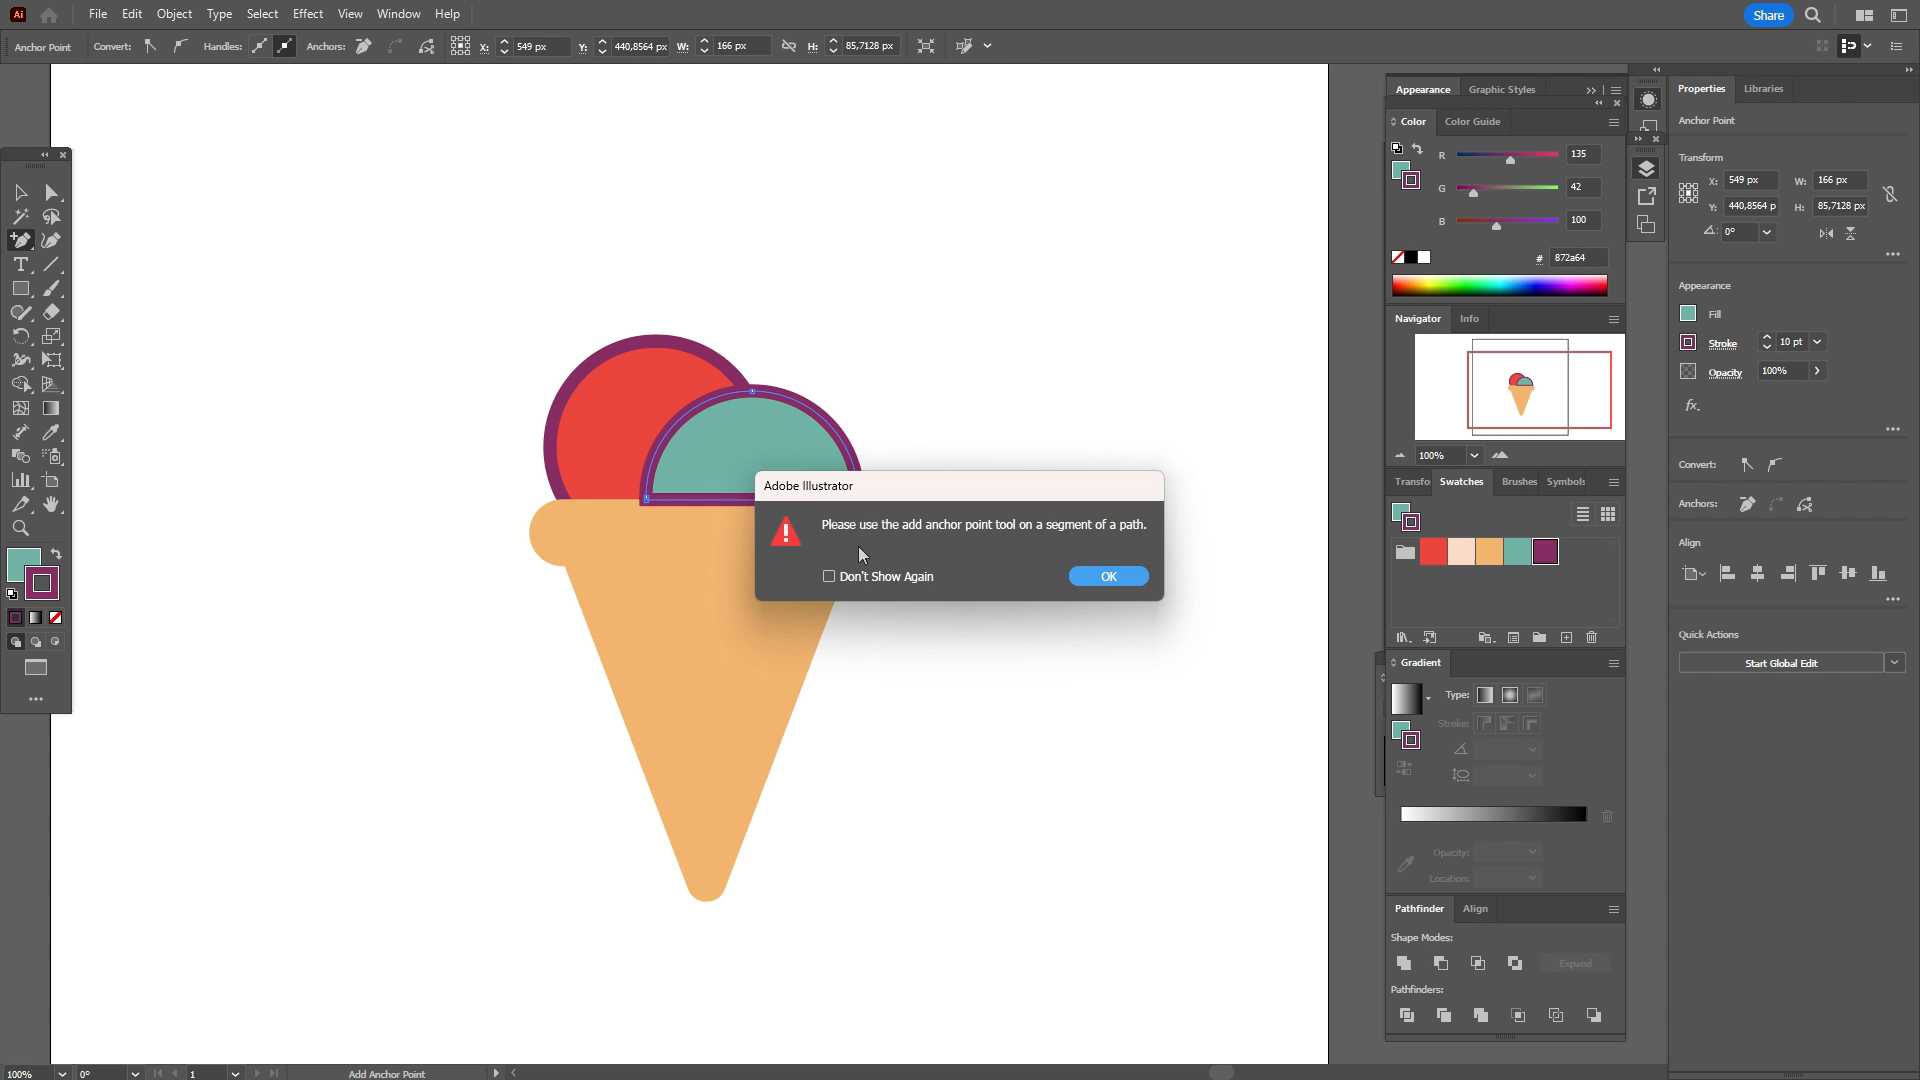 Ai File Edit Object Type Select Effect View Window Help Share
Anchor Point Convert: Handles: Anchors: X: 549 px Y: 440,8564 px W: 166 px H: 85,7128 px
Appearance Graphic Styles
Color Color Guide
R 135
G 42
B 100
# 872a64
Navigator Info
100%
Transfo Swatches Brushes Symbols
Gradient
Type:
Stroke:
Opacity:
Location:
Pathfinder Align
Shape Modes:
Expand
Pathfinders:
Properties Libraries
Anchor Point
Transform
X: 549 px W: 166 px
Y: 440,8564 p H: 85,7128 px
0°
Appearance
Fill
Stroke 10 pt
Opacity 100%
fx.
Convert:
Anchors:
Align
Quick Actions
Start Global Edit
Adobe Illustrator
Please use the add anchor point tool on a segment of a path.
Don't Show Again OK
100% 0° 1 Add Anchor Point